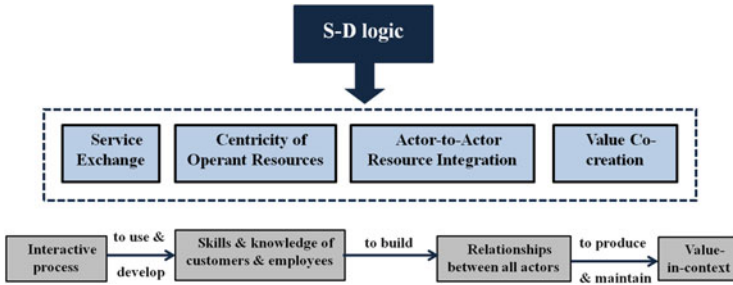 S-D logic
Service
Exchange
Centricity of
Operant Resources
Actor-to-Actor
Resource Integration
Value Co-
creation
Interactive
process
to use &
develop
Skills & knowledge of
customers & employees
to build
Relationships
between all actors
to produce
& maintain
Value-
in-context